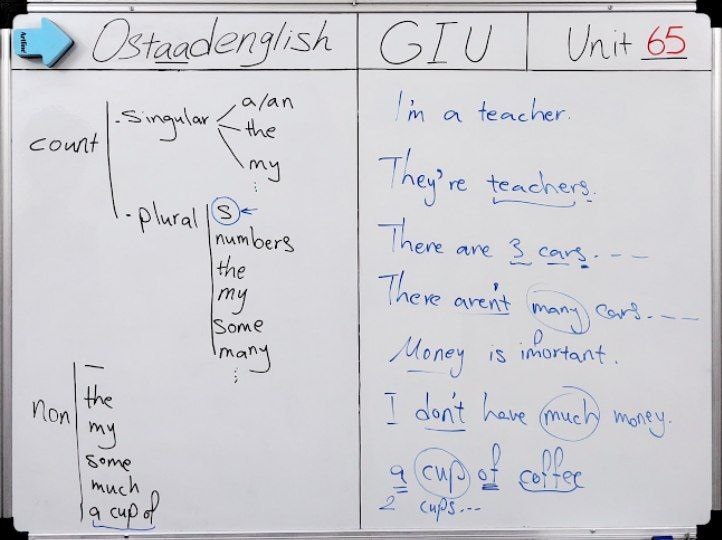 Artline
Ostaadenglish
GIU
Unit 65
count
- Singular
a/an
the
my
- plural
S
numbers
the
my
some
many
non
—
the
my
some
much
a cup of
I'm a teacher.
They're teachers.
There are 3 cars. ---
There aren't many cars. ---
Money is imortant.
p
I don't have much money.
a cup of coffee
2 cups...